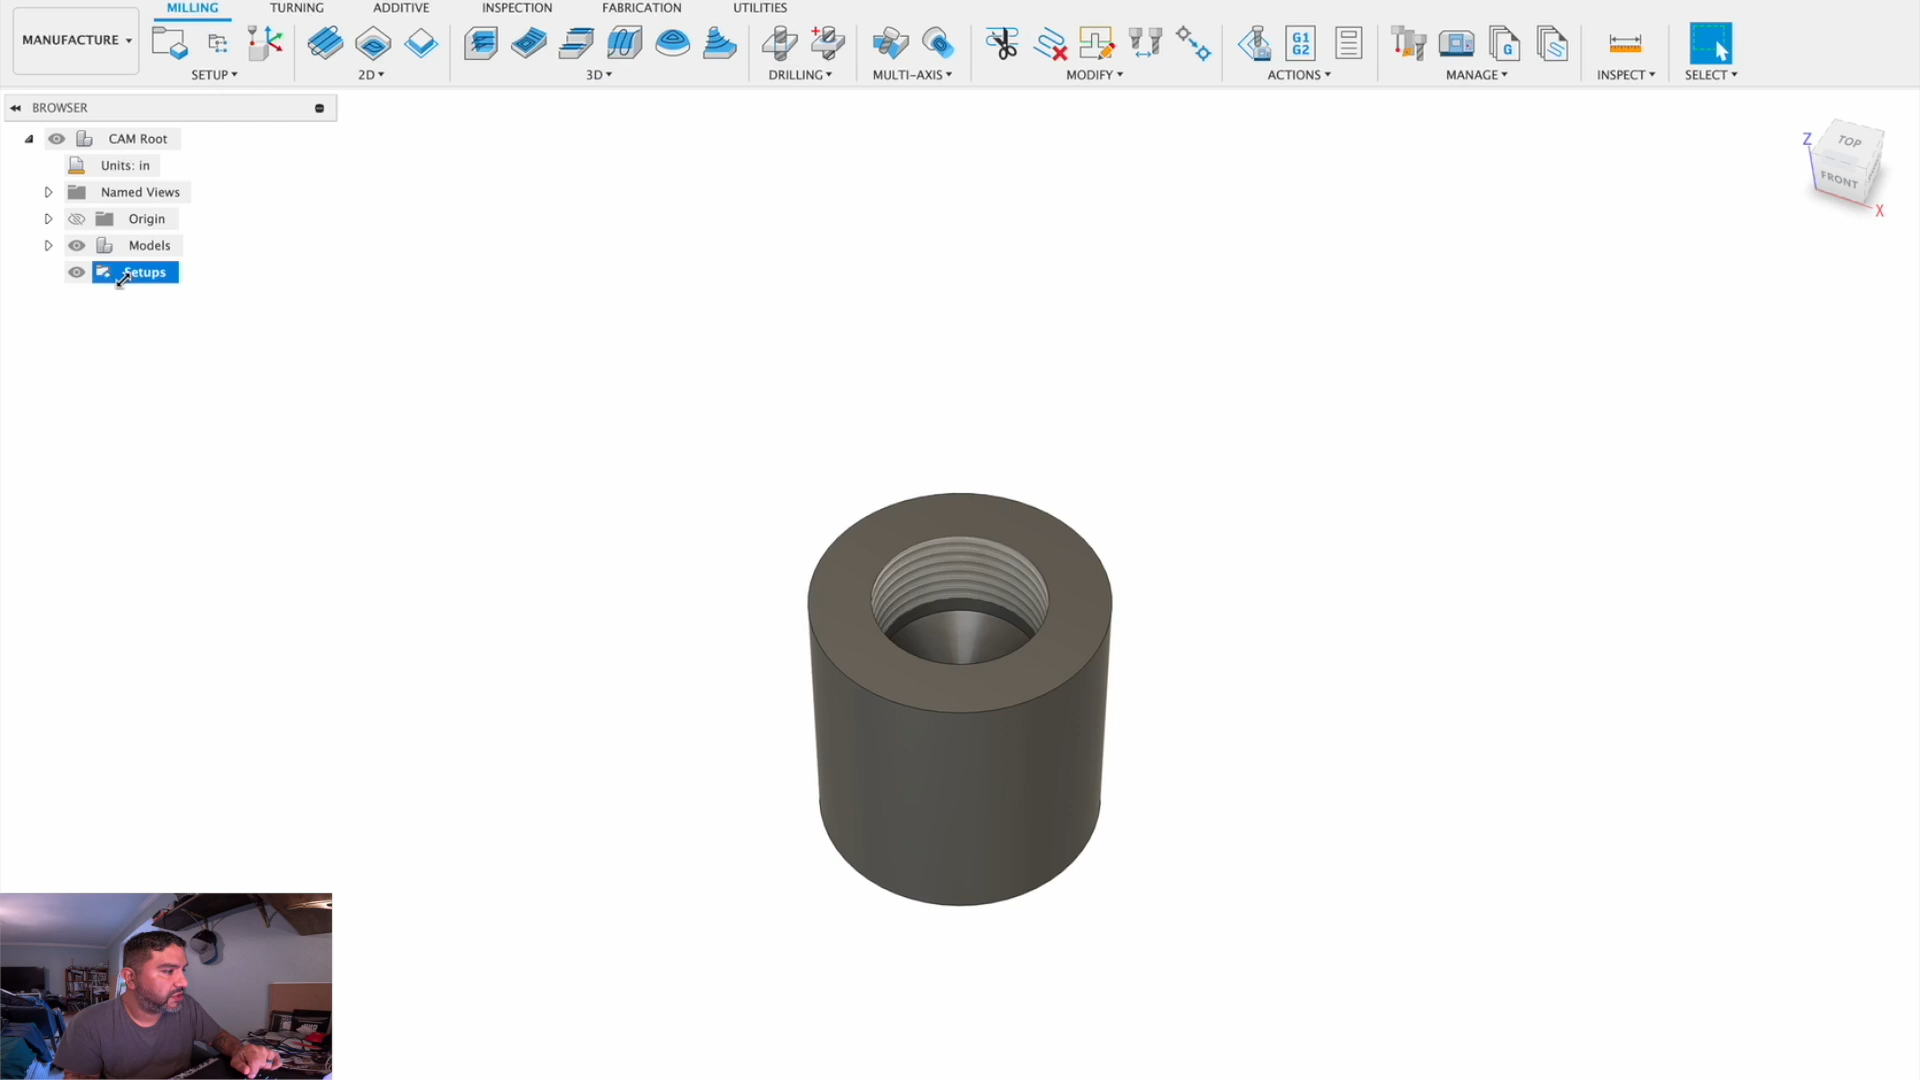 MILLING TURNING ADDITIVE INSPECTION FABRICATION UTILITIES
MANUFACTURE
G1
G2
G
SETUP 2D 3D DRILLING MULTI-AXIS MODIFY ACTIONS MANAGE INSPECT SELECT
BROWSER
CAM Root
Units: in
Named Views
Origin
Models
Setups
Z
TOP
FRONT
X